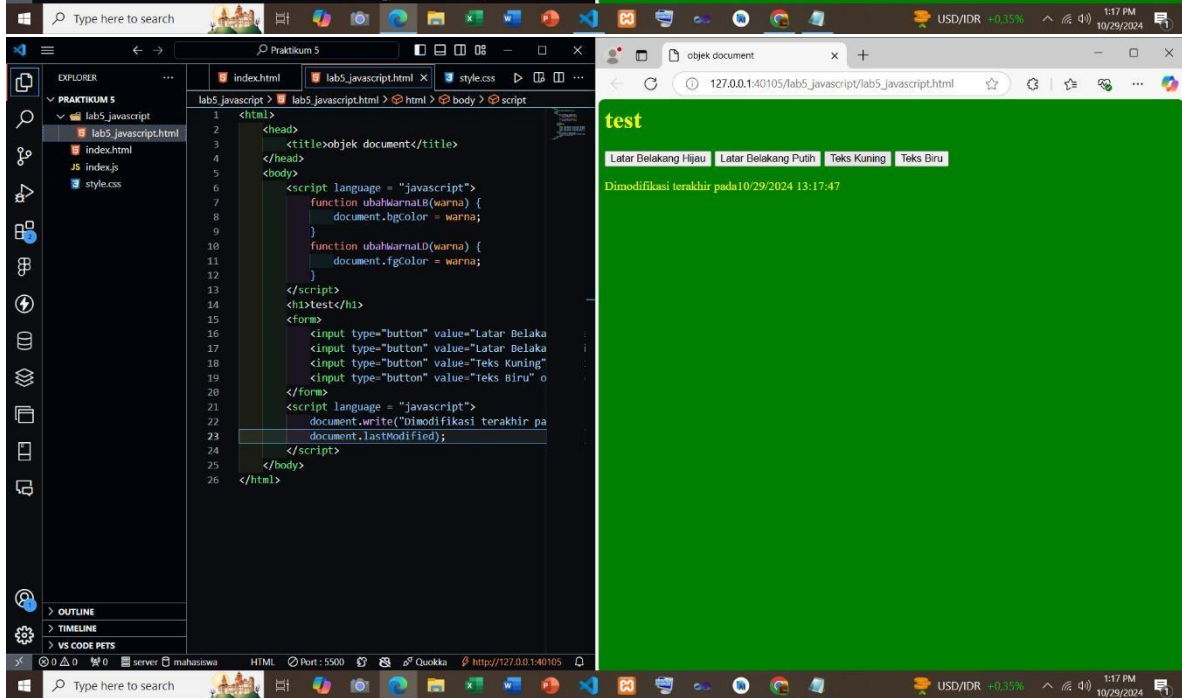 Type here to search
USD/IDR +0,35%
1:17 PM
10/29/2024
Praktikum 5
EXPLORER
index.html
lab5_javascript.html
style.css
PRAKTIKUM 5
lab5_javascript
lab5_javascript.html
index.html
JS index.js
style.css
lab5_javascript > lab5_javascript.html > html > body > script
1 <html>
2 <head>
3 <title>objek document</title>
4 </head>
5 <body>
6 <script language = "javascript">
7 function ubahWarnaLB(warna) {
8 document.bgColor = warna;
9 }
10 function ubahWarnaLD(warna) {
11 document.fgColor = warna;
12 }
13 </script>
14 <h1>test</h1>
15 <form>
16 <input type="button" value="Latar Belaka
17 <input type="button" value="Latar Belaka
18 <input type="button" value="Teks Kuning"
19 <input type="button" value="Teks Biru" o
20 </form>
21 <script language = "javascript">
22 document.write("Dimodifikasi terakhir pa
23 document.lastModified);
24 </script>
25 </body>
26 </html>
OUTLINE
TIMELINE
VS CODE PETS
0 0 0 server mahasiswa HTML Port : 5500 Quokka http://127.0.0.1:40105
objek document
127.0.0.1:40105/lab5_javascript/lab5_javascript.html
test
Latar Belakang Hijau Latar Belakang Putih Teks Kuning Teks Biru
Dimodifikasi terakhir pada10/29/2024 13:17:47
Type here to search
USD/IDR +0,35%
1:17 PM
10/29/2024